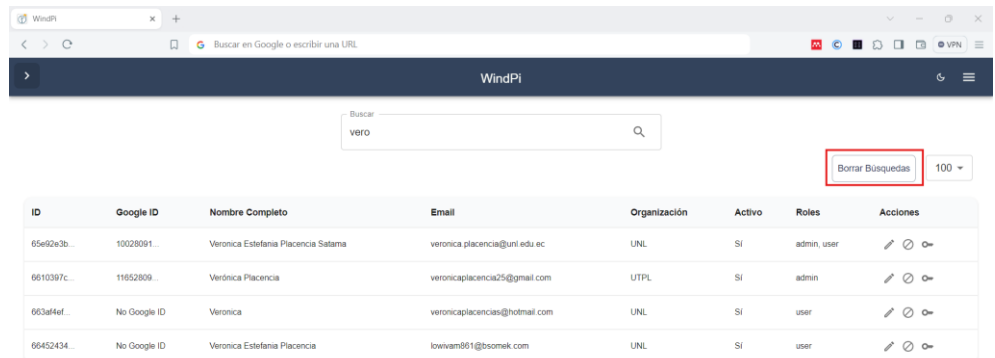 WindPi
Buscar en Google o escribir una URL
VPN
WindPi
Buscar
vero
Borrar Búsquedas
100
ID Google ID Nombre Completo Email Organización Activo Roles Acciones
65e92e3b... 10028091... Veronica Estefania Placencia Satama veronica.placencia@unl.edu.ec UNL Sí admin, user
6610397c... 11652809... Verónica Placencia veronicaplacencia25@gmail.com UTPL Sí admin
663af4ef... No Google ID Veronica veronicaplacencias@hotmail.com UNL Sí user
66452434... No Google ID Veronica Estefania Placencia lowivam861@bsomek.com UNL Sí user